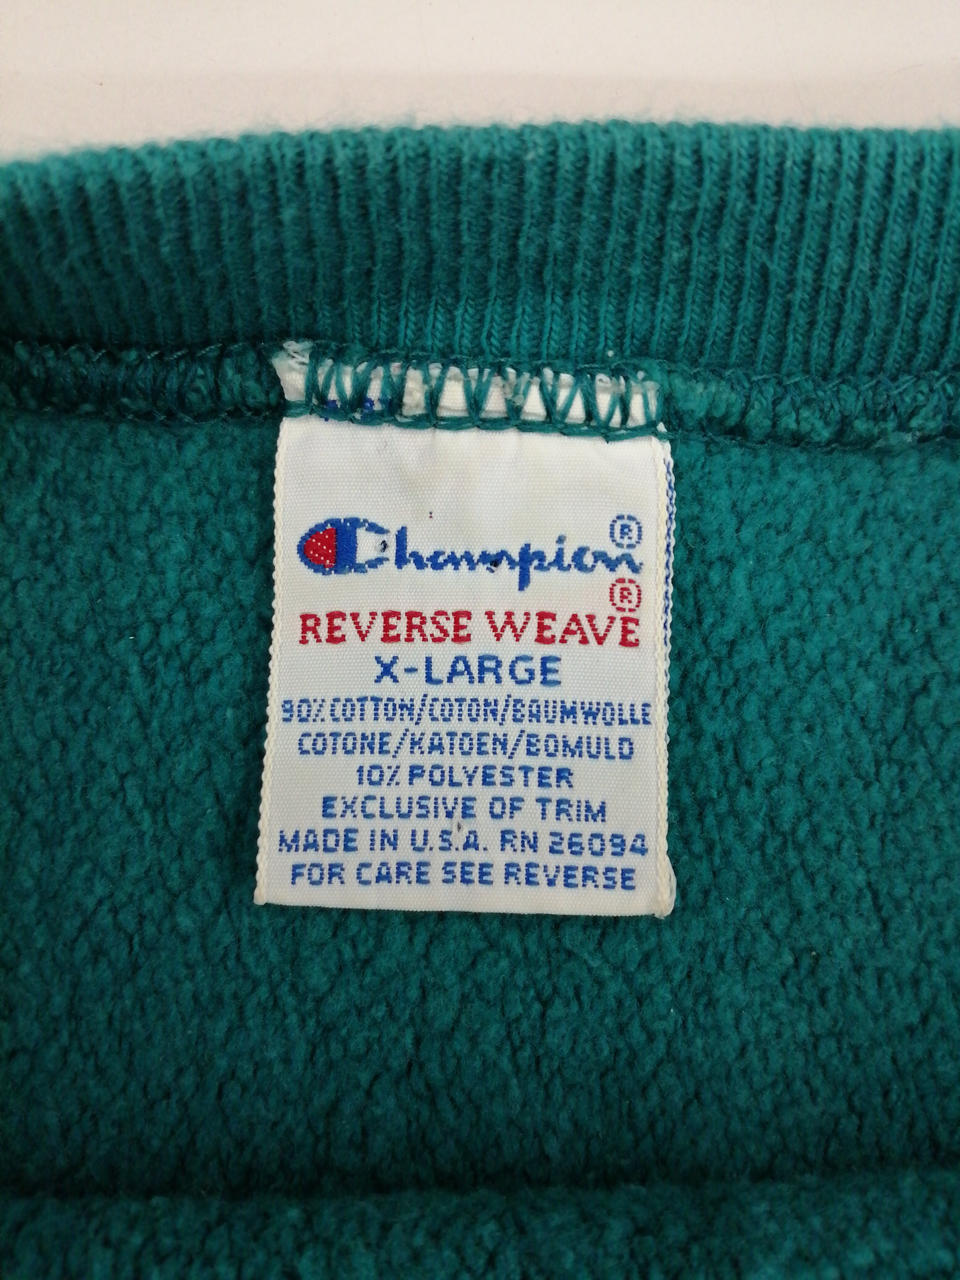 Champion®
REVERSE WEAVE®
X-LARGE
90% COTTON/COTON/BAUMWOLLE
COTONE/KATOEN/BOMULD
10% POLYESTER
EXCLUSIVE OF TRIM
MADE IN U.S.A. RN 26094
FOR CARE SEE REVERSE